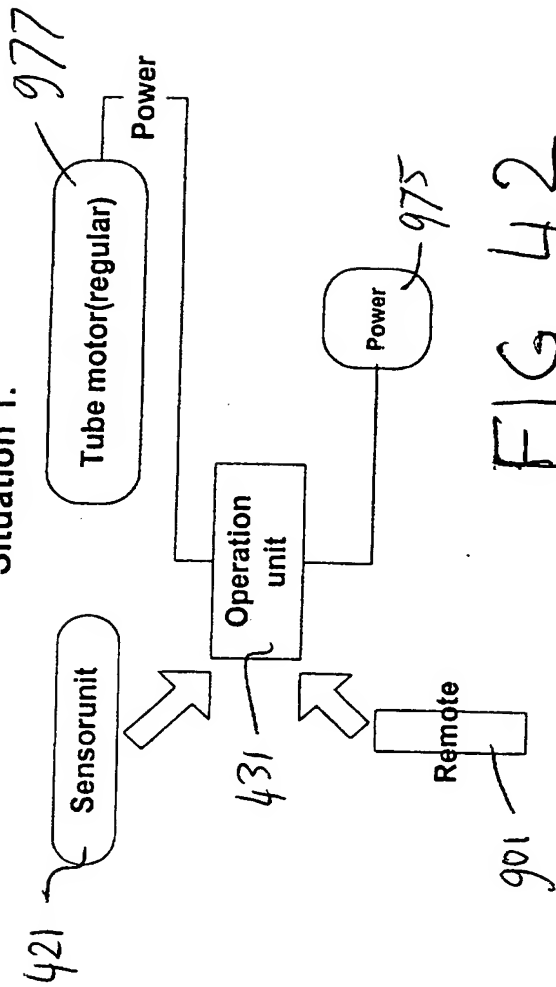 Situation 1.
421
Sensorunit
Tube motor(regular)
977
Power
Operation
unit
431
Power
975
Remote
901
FIG 42